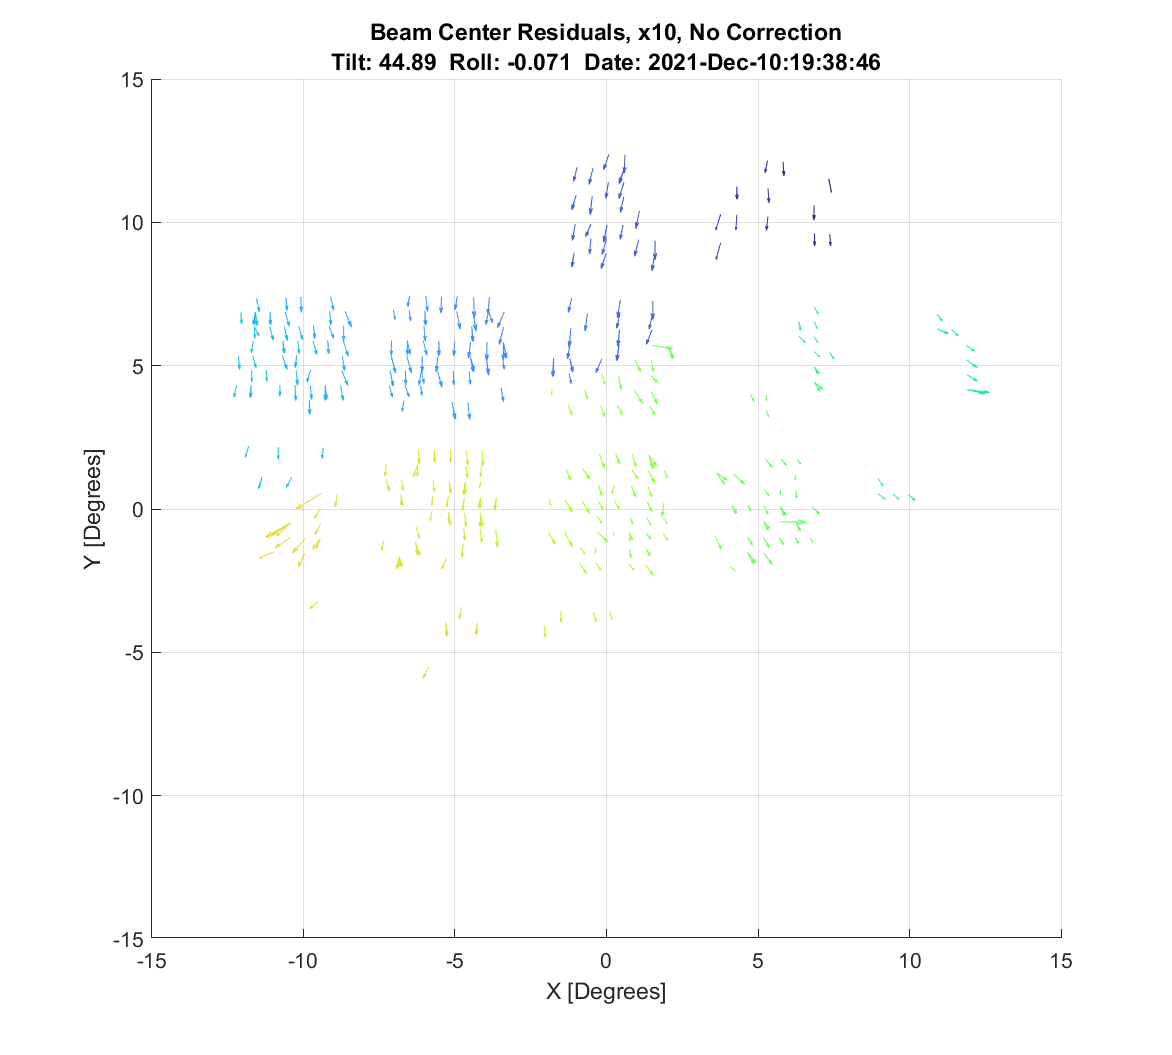 Beam Center Residuals, x10, No Correction
Tilt: 44.89 Roll: -0.071 Date: 2021-Dec-10:19:38:46
15
10
5
0
-5
-10
-15
Y [Degrees]
-15 -10 -5 0 5 10 15
X [Degrees]